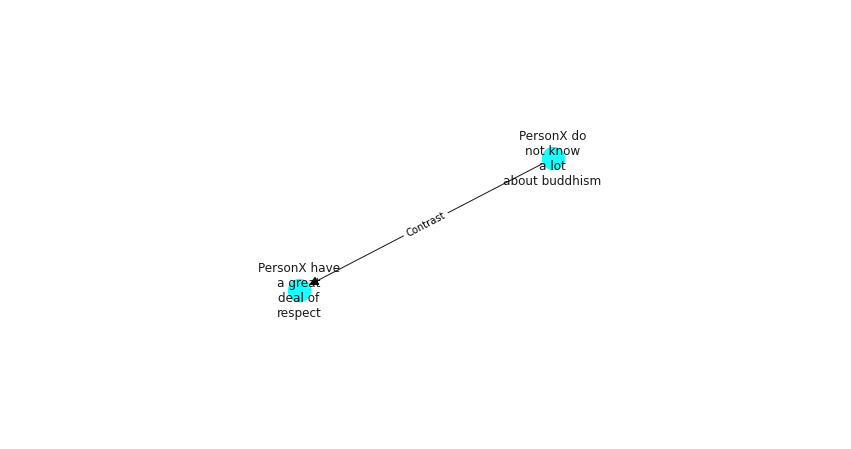 PersonX do
not know
a lot
about buddhism
Contrast
PersonX have
a great
deal of
respect